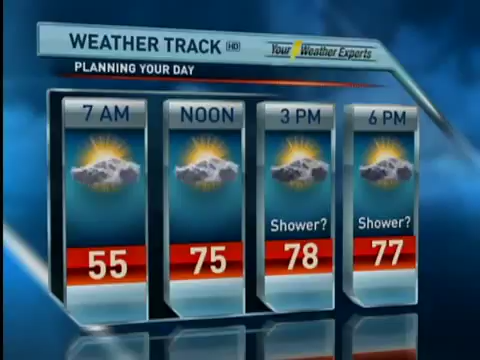 WEATHER TRACK HD
Your Weather Experts
PLANNING YOUR DAY
7 AM
NOON
3 PM
6 PM
Shower?
Shower?
55
75
78
77